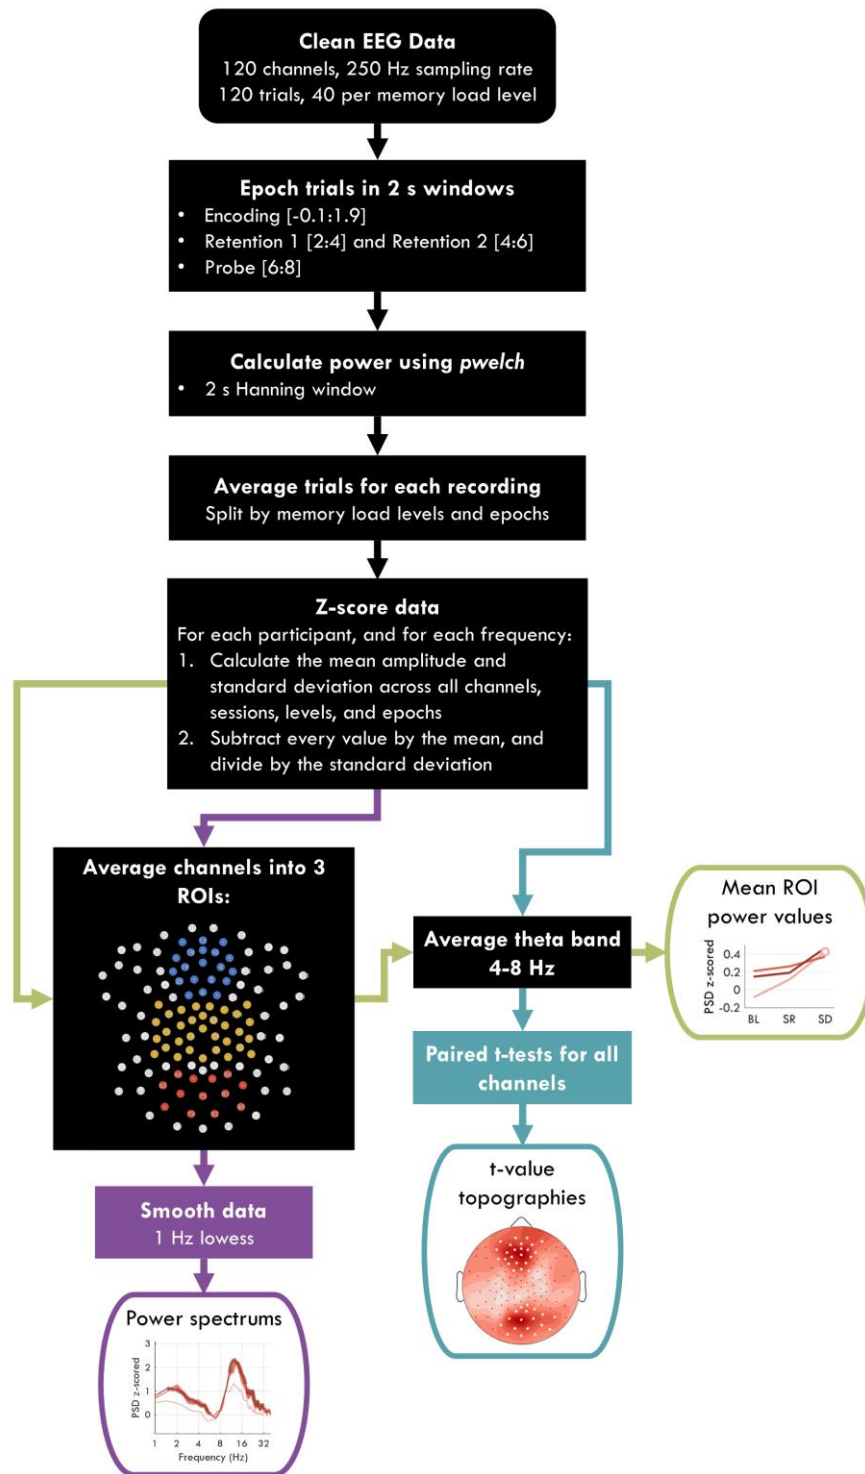 Clean EEG Data
120 channels, 250 Hz sampling rate
120 trials, 40 per memory load level
Epoch trials in 2 s windows
• Encoding [-0.1:1.9]
• Retention 1 [2:4] and Retention 2 [4:6]
• Probe [6:8]
Calculate power using pwelch
• 2 s Hanning window
Average trials for each recording
Split by memory load levels and epochs
Z-score data
For each participant, and for each frequency:
1. Calculate the mean amplitude and
standard deviation across all channels,
sessions, levels, and epochs
2. Subtract every value by the mean, and
divide by the standard deviation
Average channels into 3
ROIs:
Average theta band
4-8 Hz
Mean ROI
power values
PSD z-scored
0.4
0.2
0
-0.2
BL SR SD
Paired t-tests for all
channels
t-value
topographies
Smooth data
1 Hz lowess
Power spectrums
PSD z-scored
3
2
1
0
1 2 4 8 16 32
Frequency (Hz)